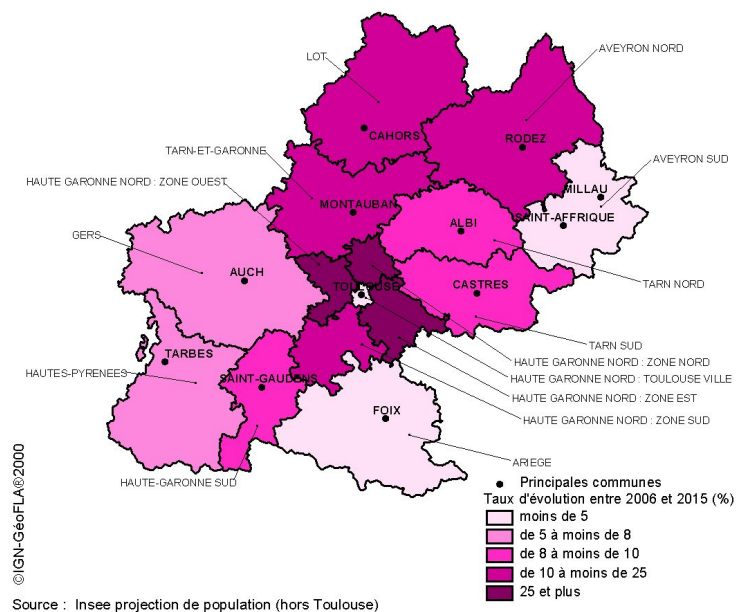 AVEYRON NORD
LOT
CAHORS
RODEZ
TARN-ET-GARONNE
AVEYRON SUD
HAUTE GARONNE NORD : ZONE OUEST
MILLAU
MONTAUBAN
SAINT-AFFRIQUE
ALBI
GERS
AUCH
TOULOUSE
CASTRES
TARN NORD
TARN SUD
TARBES
HAUTE GARONNE NORD : ZONE NORD
HAUTES-PYRENEES
SAINT-GAUDENS
HAUTE GARONNE NORD : TOULOUSE VILLE
HAUTE GARONNE NORD : ZONE EST
FOIX
HAUTE GARONNE NORD : ZONE SUD
ARIEGE
HAUTE-GARONNE SUD
©IGN-GéoFLA®2000
Principales communes
Taux d'évolution entre 2006 et 2015 (%)
moins de 5
de 5 à moins de 8
de 8 à moins de 10
de 10 à moins de 25
25 et plus
Source : Insee projection de population (hors Toulouse)